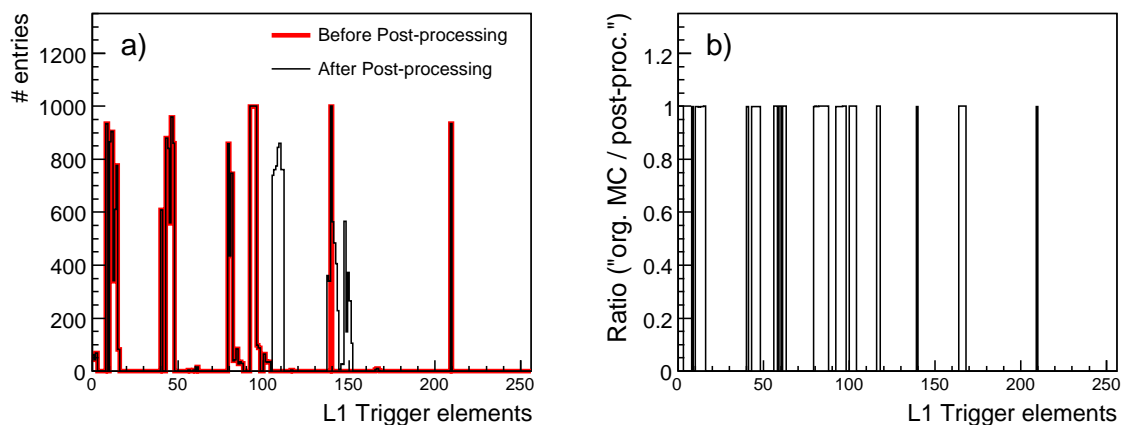 a)
Before Post-processing
After Post-processing
# entries
1200
1000
800
600
400
200
0
0 50 100 150 200 250
L1 Trigger elements
b)
Ratio ("org. MC / post-proc.")
1.2
1
0.8
0.6
0.4
0.2
0
0 50 100 150 200 250
L1 Trigger elements